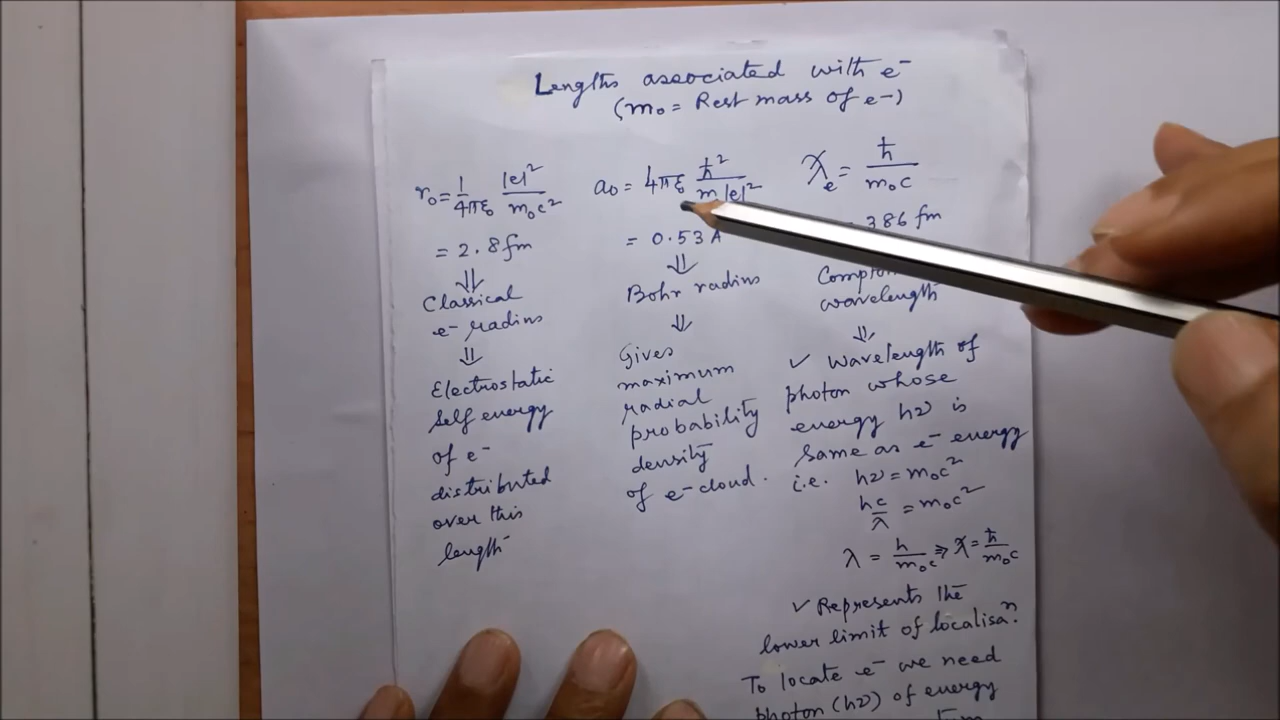 Lengths associated with e⁻
(m₀ = Rest mass of e⁻)
r₀ = 1/4πε₀ |e|²/m₀c²
= 2.8 fm
⇓
Classical
e⁻ radius
⇓
Electrostatic
Self energy
of e⁻
distributed
over this
length
a₀ = 4πε₀ ħ²/m|e|²
= 0.53 Å
⇓
Bohr radius
⇓
Gives
maximum
radial
probability
density
of e⁻ cloud.
ƛₑ = ħ/m₀c
= 386 fm
Compton
wavelength
⇓
✓ Wavelength of
photon whose
energy hν is
same as e⁻ energy
i.e. hν = m₀c²
hc/λ = m₀c²
λ = h/m₀c ⇒ ƛ = ħ/m₀c
✓ Represents the
lower limit of localisaⁿ.
To locate e⁻ we need
photon (hν) of energy